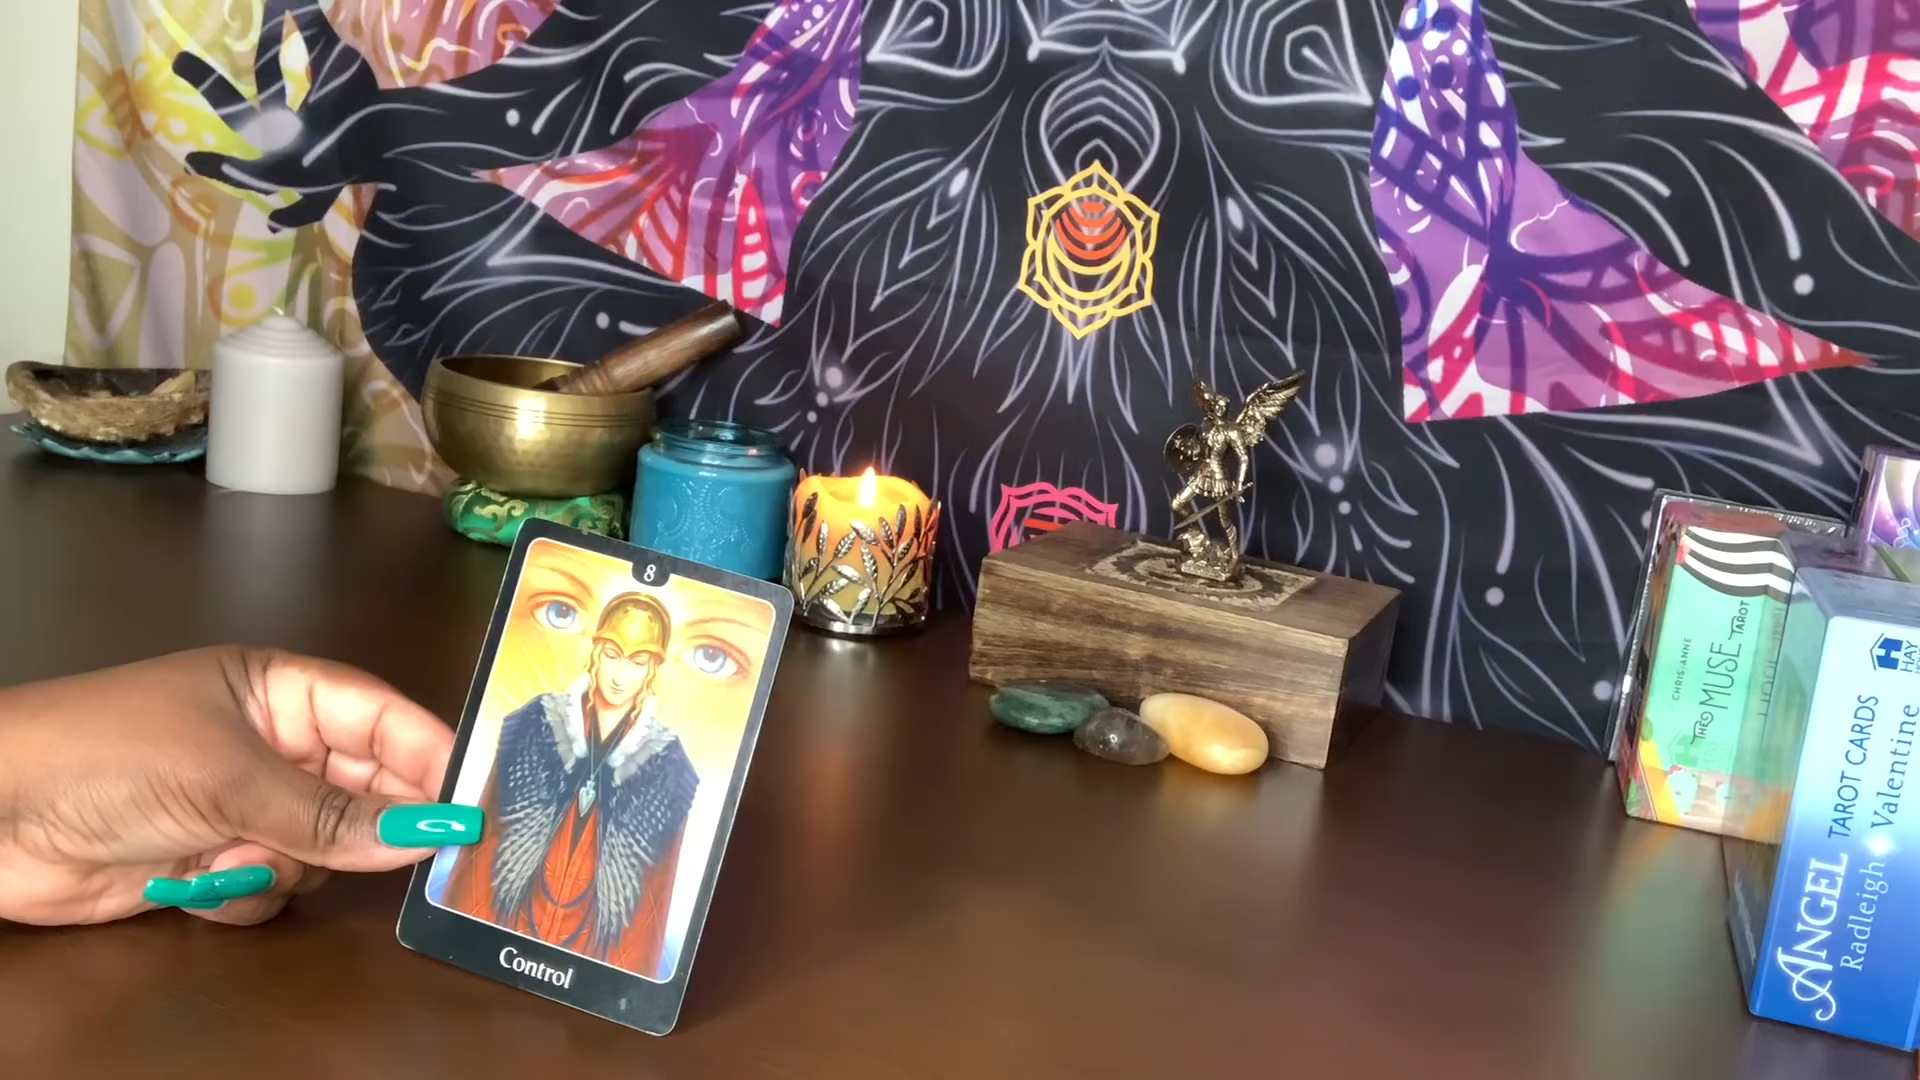 8
Control
CHRIS-ANNE
THE MUSE TAROT
ANGEL TAROT CARDS
Radleigh Valentine
HAY